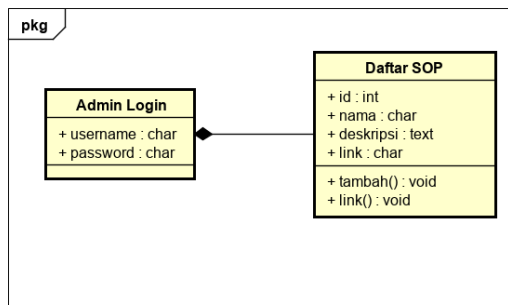 pkg
Admin Login
+ username : char
+ password : char
Daftar SOP
+ id : int
+ nama : char
+ deskripsi : text
+ link : char
+ tambah() : void
+ link() : void